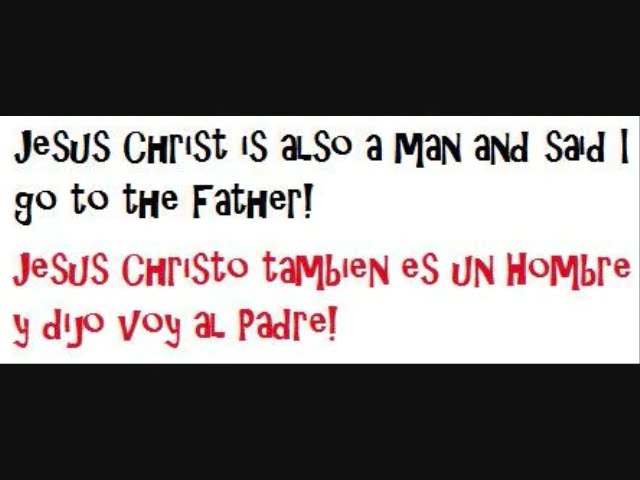 Jesus Christ is also a Man and said I
go to the Father!
Jesus Christo tambien es un Hombre
y dijo voy al Padre!